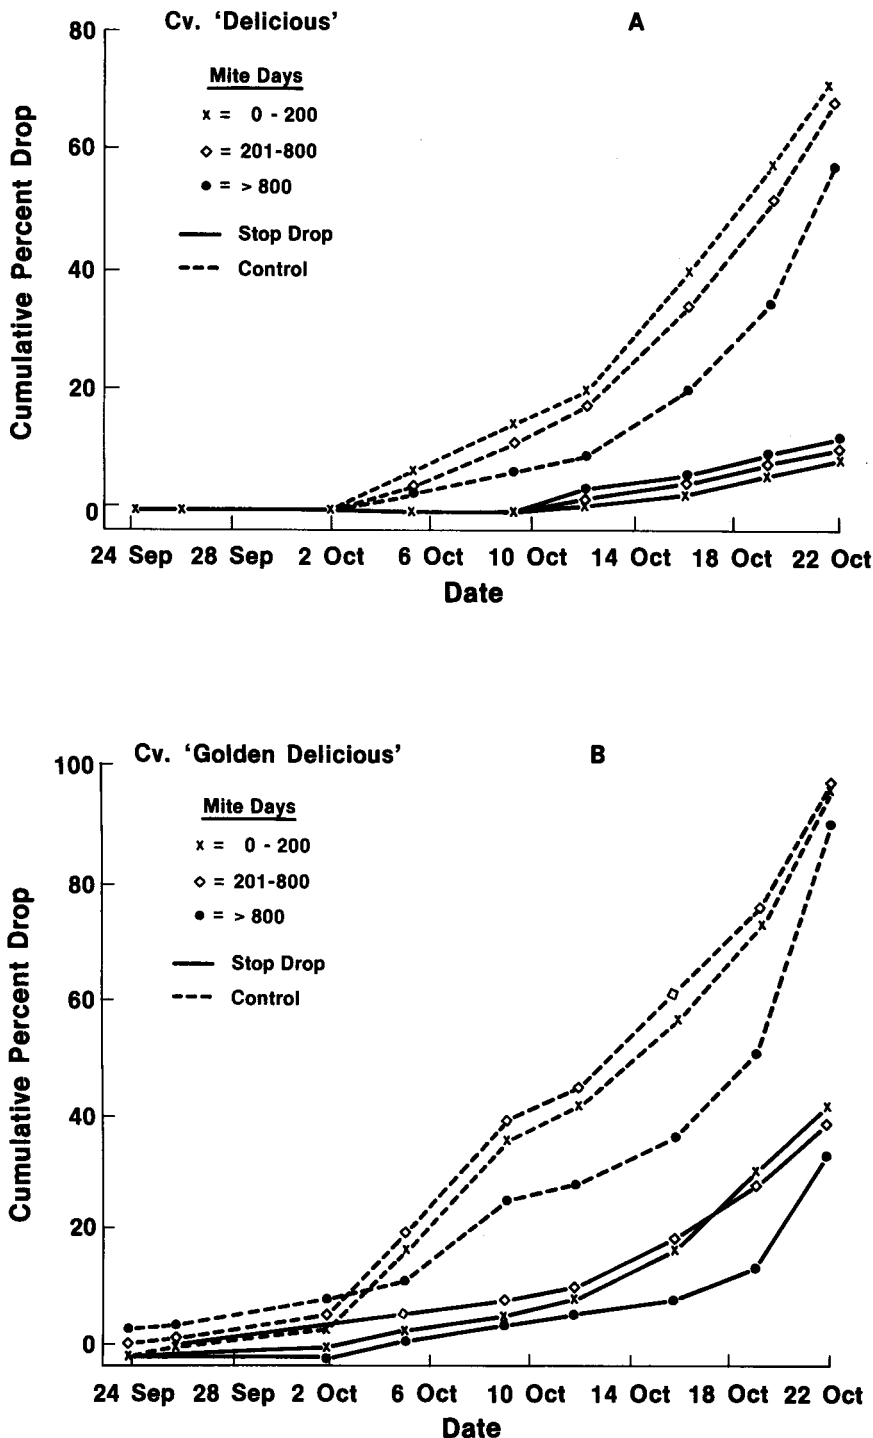 Cv. 'Delicious' A
80
Mite Days
x = 0 - 200
◇ = 201-800
● = > 800
Stop Drop
Control
60
40
20
0
Cumulative Percent Drop
24 Sep 28 Sep 2 Oct 6 Oct 10 Oct 14 Oct 18 Oct 22 Oct
Date
Cv. 'Golden Delicious' B
100
Mite Days
x = 0 - 200
◇ = 201-800
● = > 800
Stop Drop
Control
80
60
40
20
0
Cumulative Percent Drop
24 Sep 28 Sep 2 Oct 6 Oct 10 Oct 14 Oct 18 Oct 22 Oct
Date